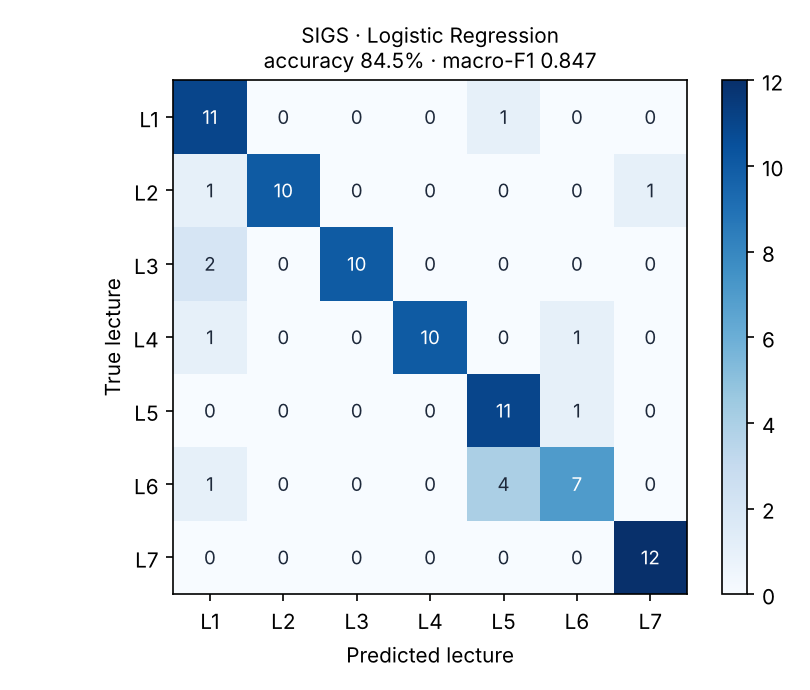 SIGS · Logistic Regression
accuracy 84.5% · macro-F1 0.847
L1 11 0 0 0 1 0 0
L2 1 10 0 0 0 0 1
L3 2 0 10 0 0 0 0
L4 1 0 0 10 0 1 0
L5 0 0 0 0 11 1 0
L6 1 0 0 0 4 7 0
L7 0 0 0 0 0 0 12
L1 L2 L3 L4 L5 L6 L7
Predicted lecture
True lecture
12
10
8
6
4
2
0